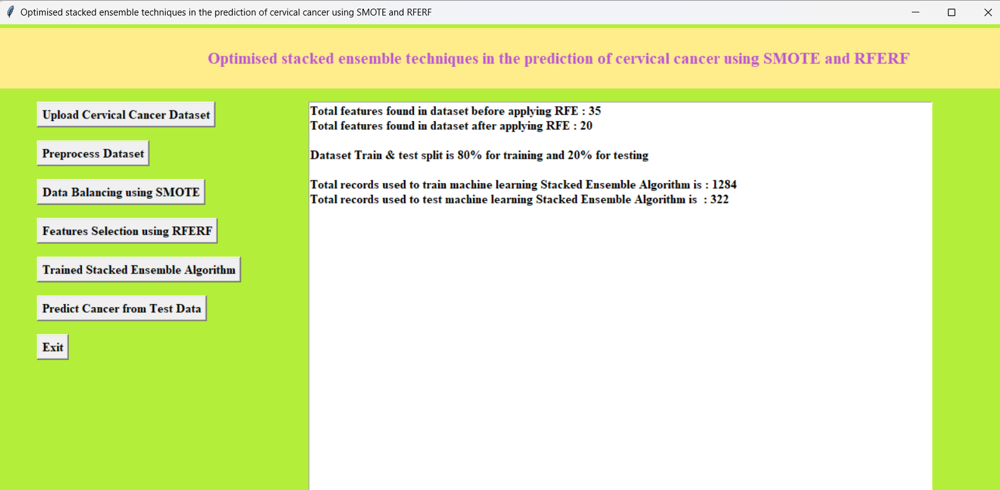 Optimised stacked ensemble techniques in the prediction of cervical cancer using SMOTE and RFERF
Optimised stacked ensemble techniques in the prediction of cervical cancer using SMOTE and RFERF
Upload Cervical Cancer Dataset
Preprocess Dataset
Data Balancing using SMOTE
Features Selection using RFERF
Trained Stacked Ensemble Algorithm
Predict Cancer from Test Data
Exit
Total features found in dataset before applying RFE : 35
Total features found in dataset after applying RFE : 20
Dataset Train & test split is 80% for training and 20% for testing
Total records used to train machine learning Stacked Ensemble Algorithm is : 1284
Total records used to test machine learning Stacked Ensemble Algorithm is  : 322